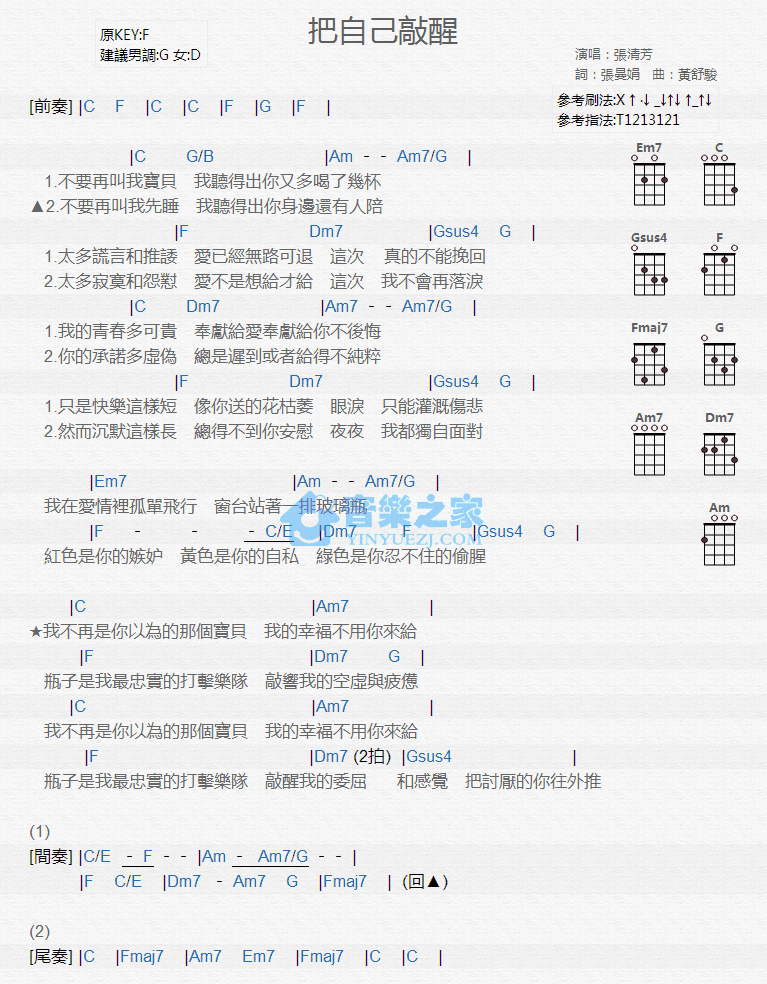 把自己敲醒
原KEY:F
建議男調:G 女:D
演唱：張清芳
詞：張曼娟　曲：黃舒駿
參考刷法:X↑·↓ _↓↑↓↑_↑↓
參考指法:T1213121
[前奏] |C F |C |C |F |G |F |
|C G/B |Am - - Am7/G |
1.不要再叫我寶貝　我聽得出你又多喝了幾杯
▲2.不要再叫我先睡　我聽得出你身邊還有人陪
|F Dm7 |Gsus4 G |
1.太多謊言和推諉　愛已經無路可退　這次　真的不能挽回
2.太多寂寞和怨懟　愛不是想給才給　這次　我不會再落淚
|C Dm7 |Am7 - - Am7/G |
1.我的青春多可貴　奉獻給愛奉獻給你不後悔
2.你的承諾多虛偽　總是遲到或者給得不純粹
|F Dm7 |Gsus4 G |
1.只是快樂這樣短　像你送的花枯萎　眼淚　只能灌溉傷悲
2.然而沉默這樣長　總得不到你安慰　夜夜　我都獨自面對
|Em7 |Am - - Am7/G |
我在愛情裡孤單飛行　窗台站著一排玻璃瓶
|F - - - C/E |Dm7 F |Gsus4 G |
紅色是你的嫉妒　黃色是你的自私　綠色是你忍不住的偷腥
|C |Am7 |
★我不再是你以為的那個寶貝　我的幸福不用你來給
|F |Dm7 G |
瓶子是我最忠實的打擊樂隊　敲響我的空虛與疲憊
|C |Am7 |
我不再是你以為的那個寶貝　我的幸福不用你來給
|F |Dm7 (2拍) |Gsus4 |
瓶子是我最忠實的打擊樂隊　敲醒我的委屈　和感覺　把討厭的你往外推
(1)
[間奏] |C/E - F - - |Am - Am7/G - - |
|F C/E |Dm7 - Am7 G |Fmaj7 | (回▲)
(2)
[尾奏] |C |Fmaj7 |Am7 Em7 |Fmaj7 |C |C |
Em7 C
Gsus4 F
Fmaj7 G
Am7 Dm7
Am
音樂之家
YINYUEZJ.COM